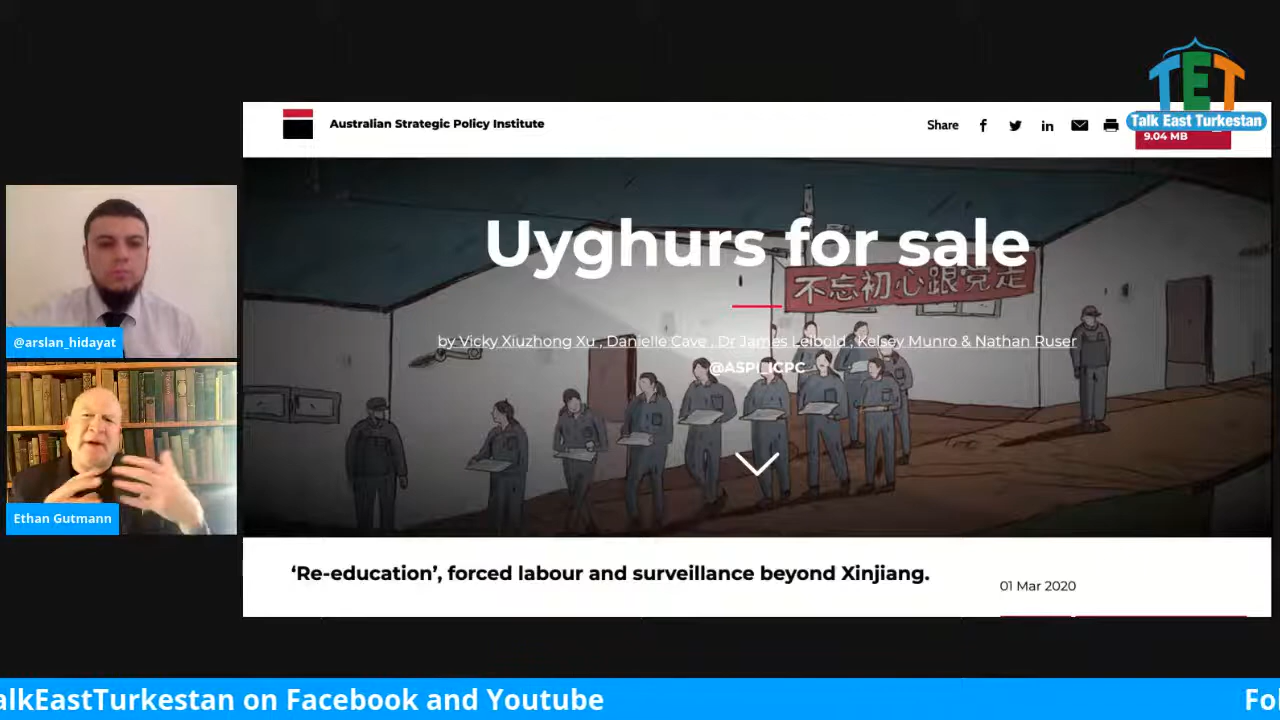 TET
Talk East Turkestan
Australian Strategic Policy Institute
Share
9.04 MB
Uyghurs for sale
不忘初心跟党走
by Vicky Xiuzhong Xu , Danielle Cave , Dr James Leibold , Kelsey Munro & Nathan Ruser
@ASPI_ICPC
@arslan_hidayat
Ethan Gutmann
‘Re-education’, forced labour and surveillance beyond Xinjiang.
01 Mar 2020
alkEastTurkestan on Facebook and Youtube
Fo